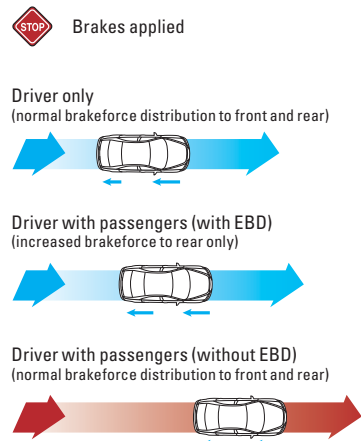 STOP Brakes applied
Driver only
(normal brakeforce distribution to front and rear)
Driver with passengers (with EBD)
(increased brakeforce to rear only)
Driver with passengers (without EBD)
(normal brakeforce distribution to front and rear)